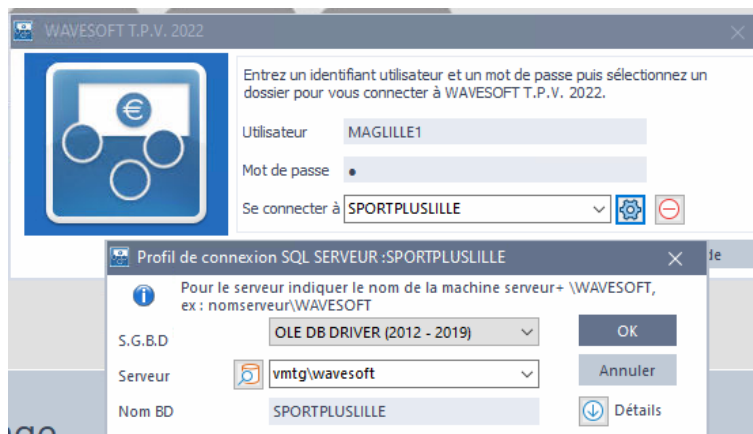 WAVESOFT T.P.V. 2022
Entrez un identifiant utilisateur et un mot de passe puis sélectionnez un
dossier pour vous connecter à WAVESOFT T.P.V. 2022.
Utilisateur MAGLILLE1
Mot de passe ●
Se connecter à SPORTPLUSLILLE
Profil de connexion SQL SERVEUR :SPORTPLUSLILLE
Pour le serveur indiquer le nom de la machine serveur+ \WAVESOFT,
ex : nomserveur\WAVESOFT
S.G.B.D OLE DB DRIVER (2012 - 2019) OK
Serveur vmtg\wavesoft Annuler
Nom BD SPORTPLUSLILLE Détails